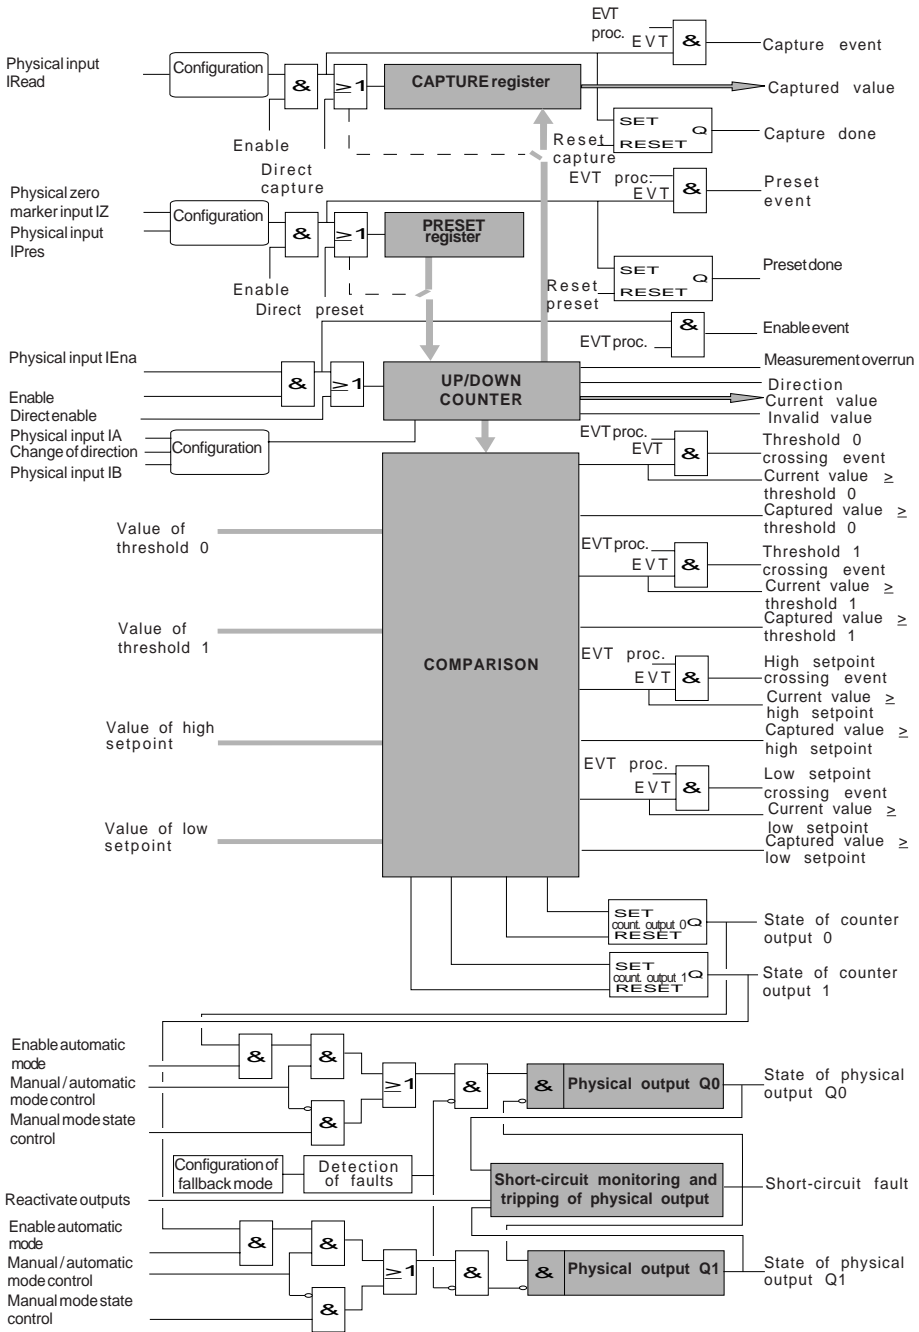 EVT
proc.
EVT
&
Capture event
Physical input
IRead
Configuration
&
≥1
CAPTURE register
Captured value
Enable
Direct
capture
SET
Q
RESET
Reset
capture
Capture done
EVT proc.
EVT
&
Preset
event
Physical zero
marker input IZ
Physical input
IPres
Configuration
&
≥1
PRESET
register
Enable
Direct preset
SET
Q
RESET
Reset
preset
Preset done
&
EVT proc.
Enable event
Physical input IEna
Enable
Direct enable
&
≥1
UP/DOWN
COUNTER
Measurement overrun
Direction
Current value
Invalid value
Physical input IA
Change of direction
Physical input IB
Configuration
EVT proc.
EVT
&
Threshold 0
crossing event
Current value ≥
threshold 0
Captured value ≥
threshold 0
Value of
threshold 0
EVT proc.
EVT
&
Threshold 1
crossing event
Current value ≥
threshold 1
Captured value ≥
threshold 1
Value of
threshold 1
COMPARISON
EVT proc.
EVT
&
High setpoint
crossing event
Current value ≥
high setpoint
Captured value ≥
high setpoint
Value of high
setpoint
EVT proc.
EVT
&
Low setpoint
crossing event
Current value ≥
low setpoint
Captured value ≥
low setpoint
Value of low
setpoint
SET
count. output 0 Q
RESET
State of counter
output 0
SET
count. output 1 Q
RESET
State of counter
output 1
Enable automatic
mode
Manual / automatic
mode control
Manual mode state
control
&
&
&
≥1
&
&
Physical output Q0
State of physical
output Q0
Configuration of
fallback mode
Detection
of faults
Short-circuit monitoring and
tripping of physical output
Short-circuit fault
Reactivate outputs
Enable automatic
mode
Manual / automatic
mode control
Manual mode state
control
&
&
&
≥1
&
&
Physical output Q1
State of physical
output Q1